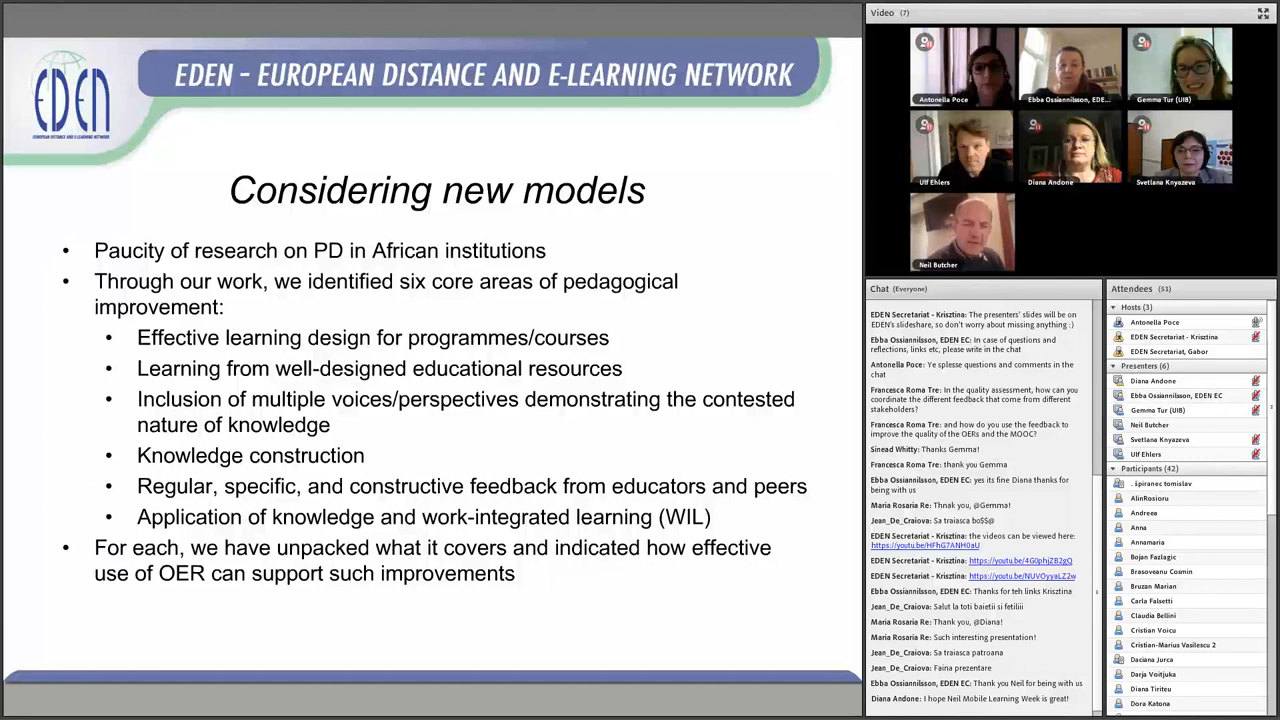 EDEN
EUROPEAN DISTANCE AND E-LEARNING NETWORK
EDEN - EUROPEAN DISTANCE AND E-LEARNING NETWORK
Considering new models
• Paucity of research on PD in African institutions
• Through our work, we identified six core areas of pedagogical
improvement:
• Effective learning design for programmes/courses
• Learning from well-designed educational resources
• Inclusion of multiple voices/perspectives demonstrating the contested
nature of knowledge
• Knowledge construction
• Regular, specific, and constructive feedback from educators and peers
• Application of knowledge and work-integrated learning (WIL)
• For each, we have unpacked what it covers and indicated how effective
use of OER can support such improvements
Video (7)
Antonella Poce
Ebba Ossiannilsson, EDE...
Gemma Tur (UIB)
Ulf Ehlers
Diana Andone
Svetlana Knyazeva
Neil Butcher
Chat (Everyone)
EDEN Secretariat - Krisztina: The presenters' slides will be on
EDEN's slideshare, so don't worry about missing anything :)
Ebba Ossiannilsson, EDEN EC: In case of questions and
reflections, links etc, please write in the chat
Antonella Poce: Ye splesse questions and comments in the
chat
Francesca Roma Tre: In the quality assessment, how can you
coordinate the different feedback that come from different
stakeholders?
Francesca Roma Tre: and how do you use the feedback to
improve the quality of the OERs and the MOOC?
Sinead Whitty: Thanks Gemma!
Francesca Roma Tre: thank you Gemma
Ebba Ossiannilsson, EDEN EC: yes its fine Diana thanks for
being with us
Maria Rosaria Re: Thnak you, @Gemma!
Jean_De_Craiova: Sa traiasca bo$$@
EDEN Secretariat - Krisztina: the videos can be viewed here:
https://youtu.be/HFhG7ANH0aU
EDEN Secretariat - Krisztina: https://youtu.be/4G0phjZB2gQ
EDEN Secretariat - Krisztina: https://youtu.be/NUVOyyaLZ2w
Ebba Ossiannilsson, EDEN EC: Thanks for teh links Krisztina
Jean_De_Craiova: Salut la toti baietii si fetiliii
Maria Rosaria Re: Thank you, @Diana!
Maria Rosaria Re: Such interesting presentation!
Jean_De_Craiova: Sa traiasca patroana
Jean_De_Craiova: Faina prezentare
Ebba Ossiannilsson, EDEN EC: Thank you Neil for being with us
Diana Andone: I hope Neil Mobile Learning Week is great!
Attendees (51)
Hosts (3)
Antonella Poce
EDEN Secretariat - Krisztina
EDEN Secretariat, Gabor
Presenters (6)
Diana Andone
Ebba Ossiannilsson, EDEN EC
Gemma Tur (UIB)
Neil Butcher
Svetlana Knyazeva
Ulf Ehlers
Participants (42)
. špiranec tomislav
AlinRosioru
Andreea
Anna
Annamaria
Bojan Fazlagic
Brasoveanu Cosmin
Bruzan Marian
Carla Falsetti
Claudia Bellini
Cristian Voicu
Cristian-Marius Vasilescu 2
Daciana Jurca
Darja Voitjuka
Diana Tiriteu
Dora Katona